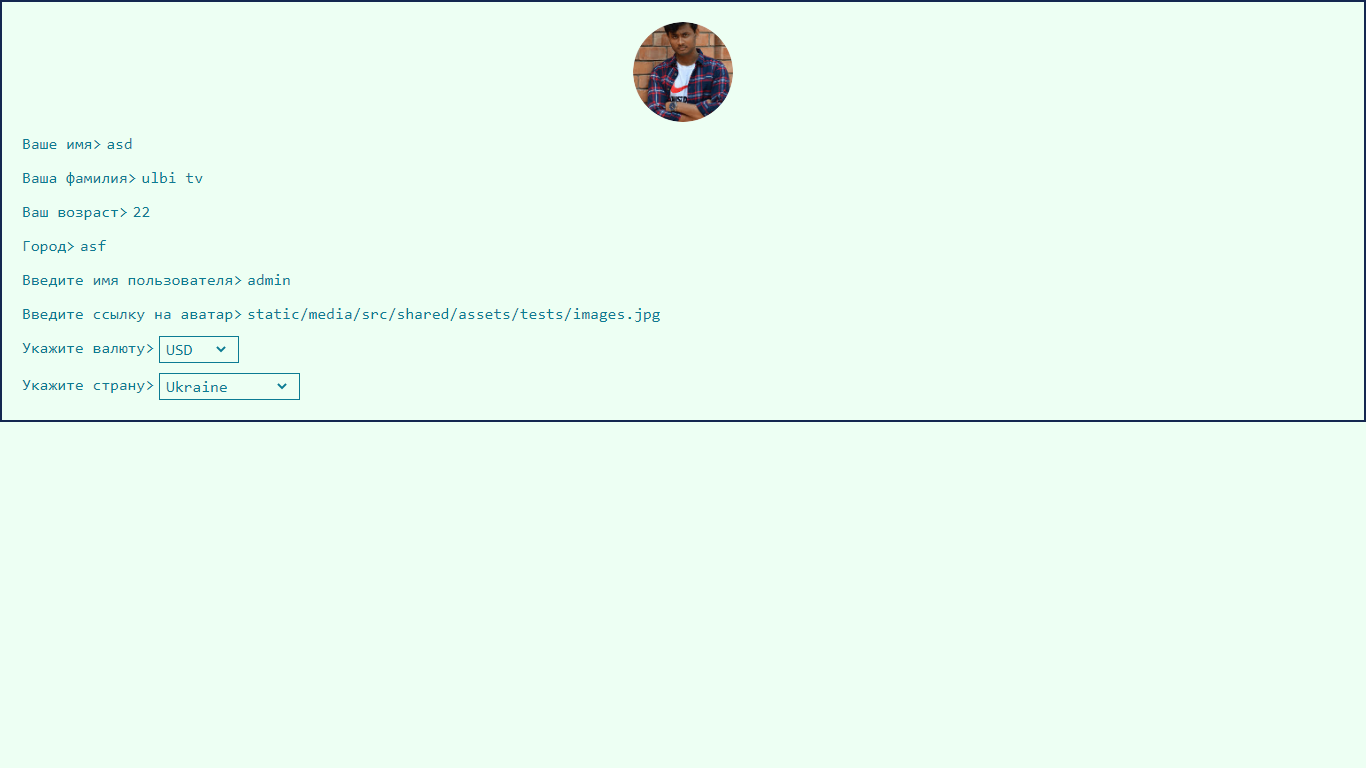 Ваше имя> asd
Ваша фамилия> ulbi tv
Ваш возраст> 22
Город> asf
Введите имя пользователя> admin
Введите ссылку на аватар> static/media/src/shared/assets/tests/images.jpg
Укажите валюту> USD
Укажите страну> Ukraine